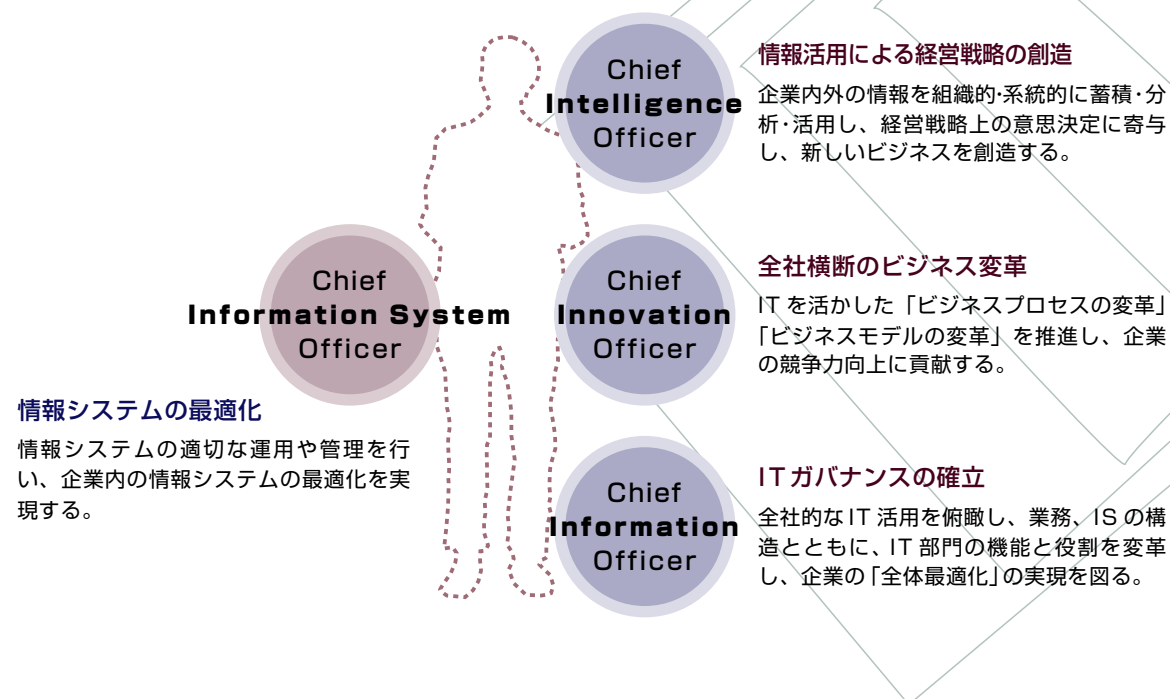 Chief
Intelligence
Officer
情報活用による経営戦略の創造
企業内外の情報を組織的・系統的に蓄積・分
析・活用し、経営戦略上の意思決定に寄与
し、新しいビジネスを創造する。
Chief
Information System
Officer
情報システムの最適化
情報システムの適切な運用や管理を行
い、企業内の情報システムの最適化を実
現する。
Chief
Innovation
Officer
全社横断のビジネス変革
IT を活かした「ビジネスプロセスの変革」
「ビジネスモデルの変革」を推進し、企業
の競争力向上に貢献する。
Chief
Information
Officer
IT ガバナンスの確立
全社的な IT 活用を俯瞰し、業務、IS の構
造とともに、IT 部門の機能と役割を変革
し、企業の「全体最適化」の実現を図る。